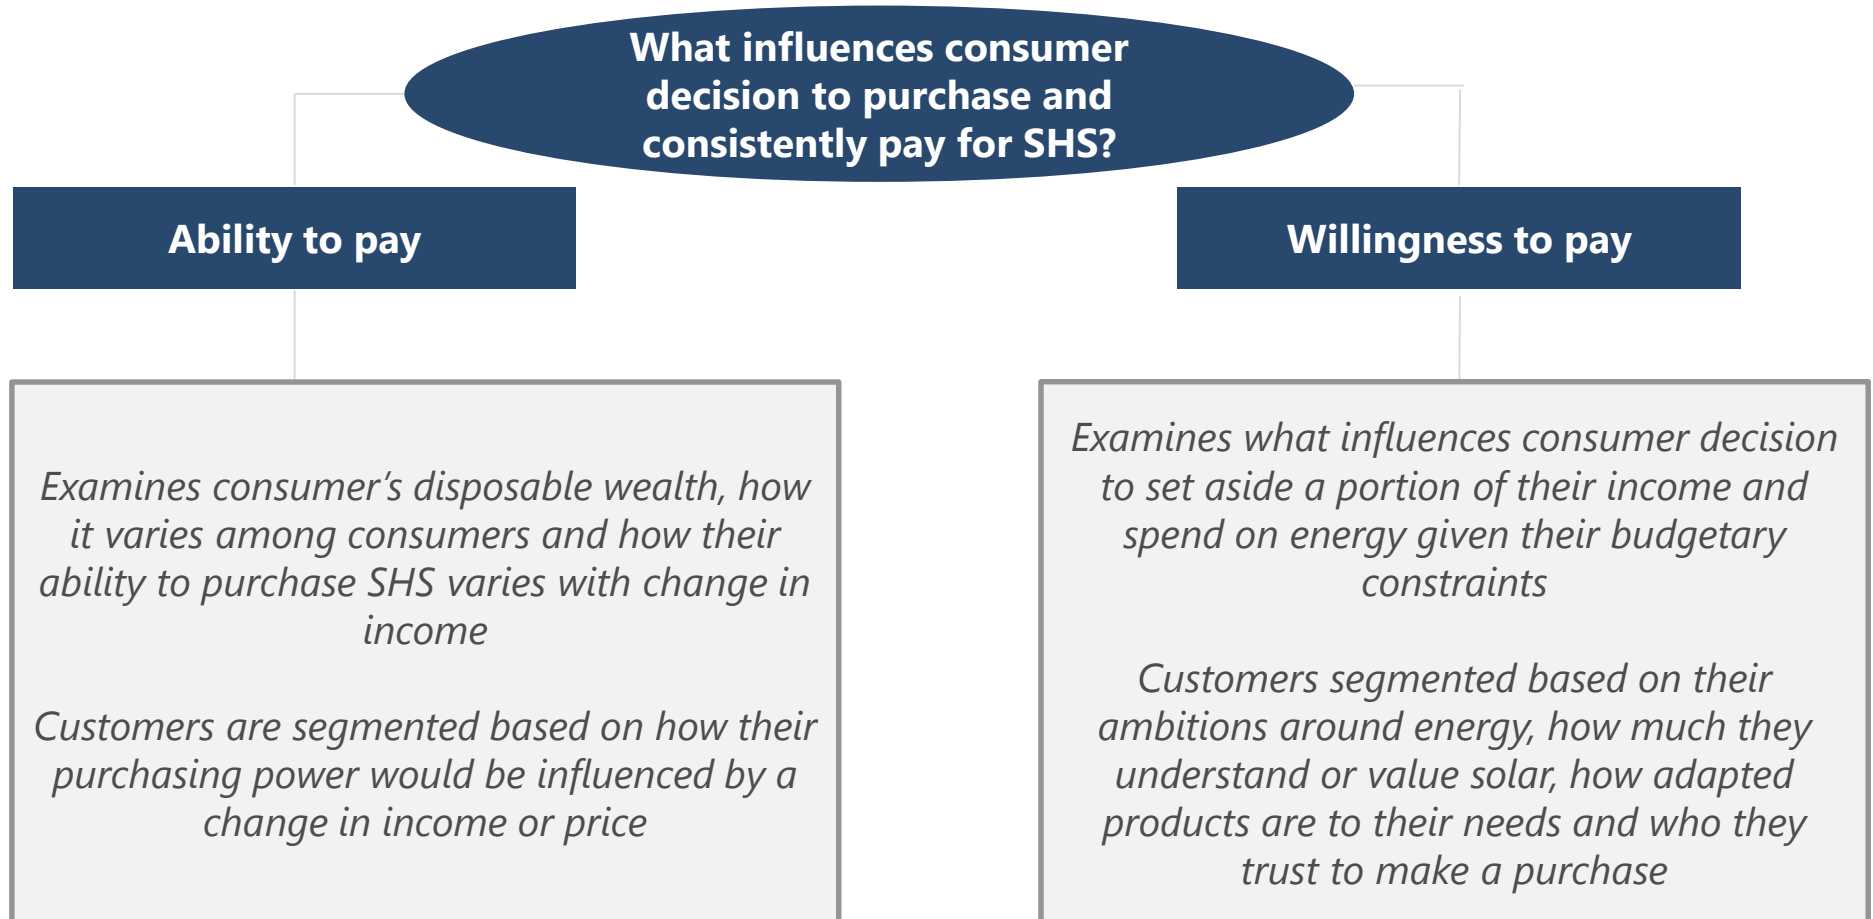 What influences consumer
decision to purchase and
consistently pay for SHS?
Ability to pay
Willingness to pay
Examines consumer’s disposable wealth, how
it varies among consumers and how their
ability to purchase SHS varies with change in
income
Customers are segmented based on how their
purchasing power would be influenced by a
change in income or price
Examines what influences consumer decision
to set aside a portion of their income and
spend on energy given their budgetary
constraints
Customers segmented based on their
ambitions around energy, how much they
understand or value solar, how adapted
products are to their needs and who they
trust to make a purchase